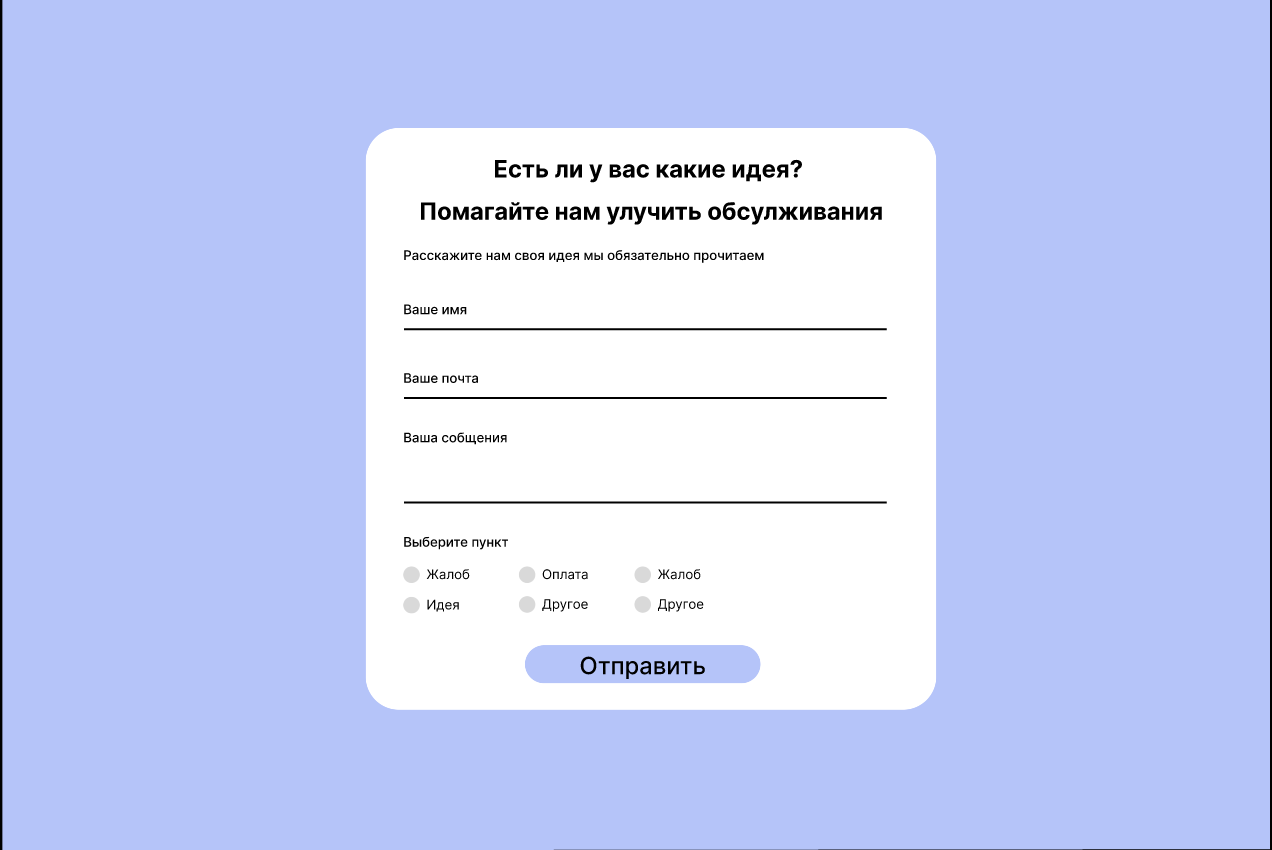 Есть ли у вас какие идея?
Помагайте нам улучить обсулживания
Расскажите нам своя идея мы обязательно прочитаем
Ваше имя
Ваше почта
Ваша собщения
Выберите пункт
Жалоб Оплата Жалоб
Идея Другое Другое
Отправить